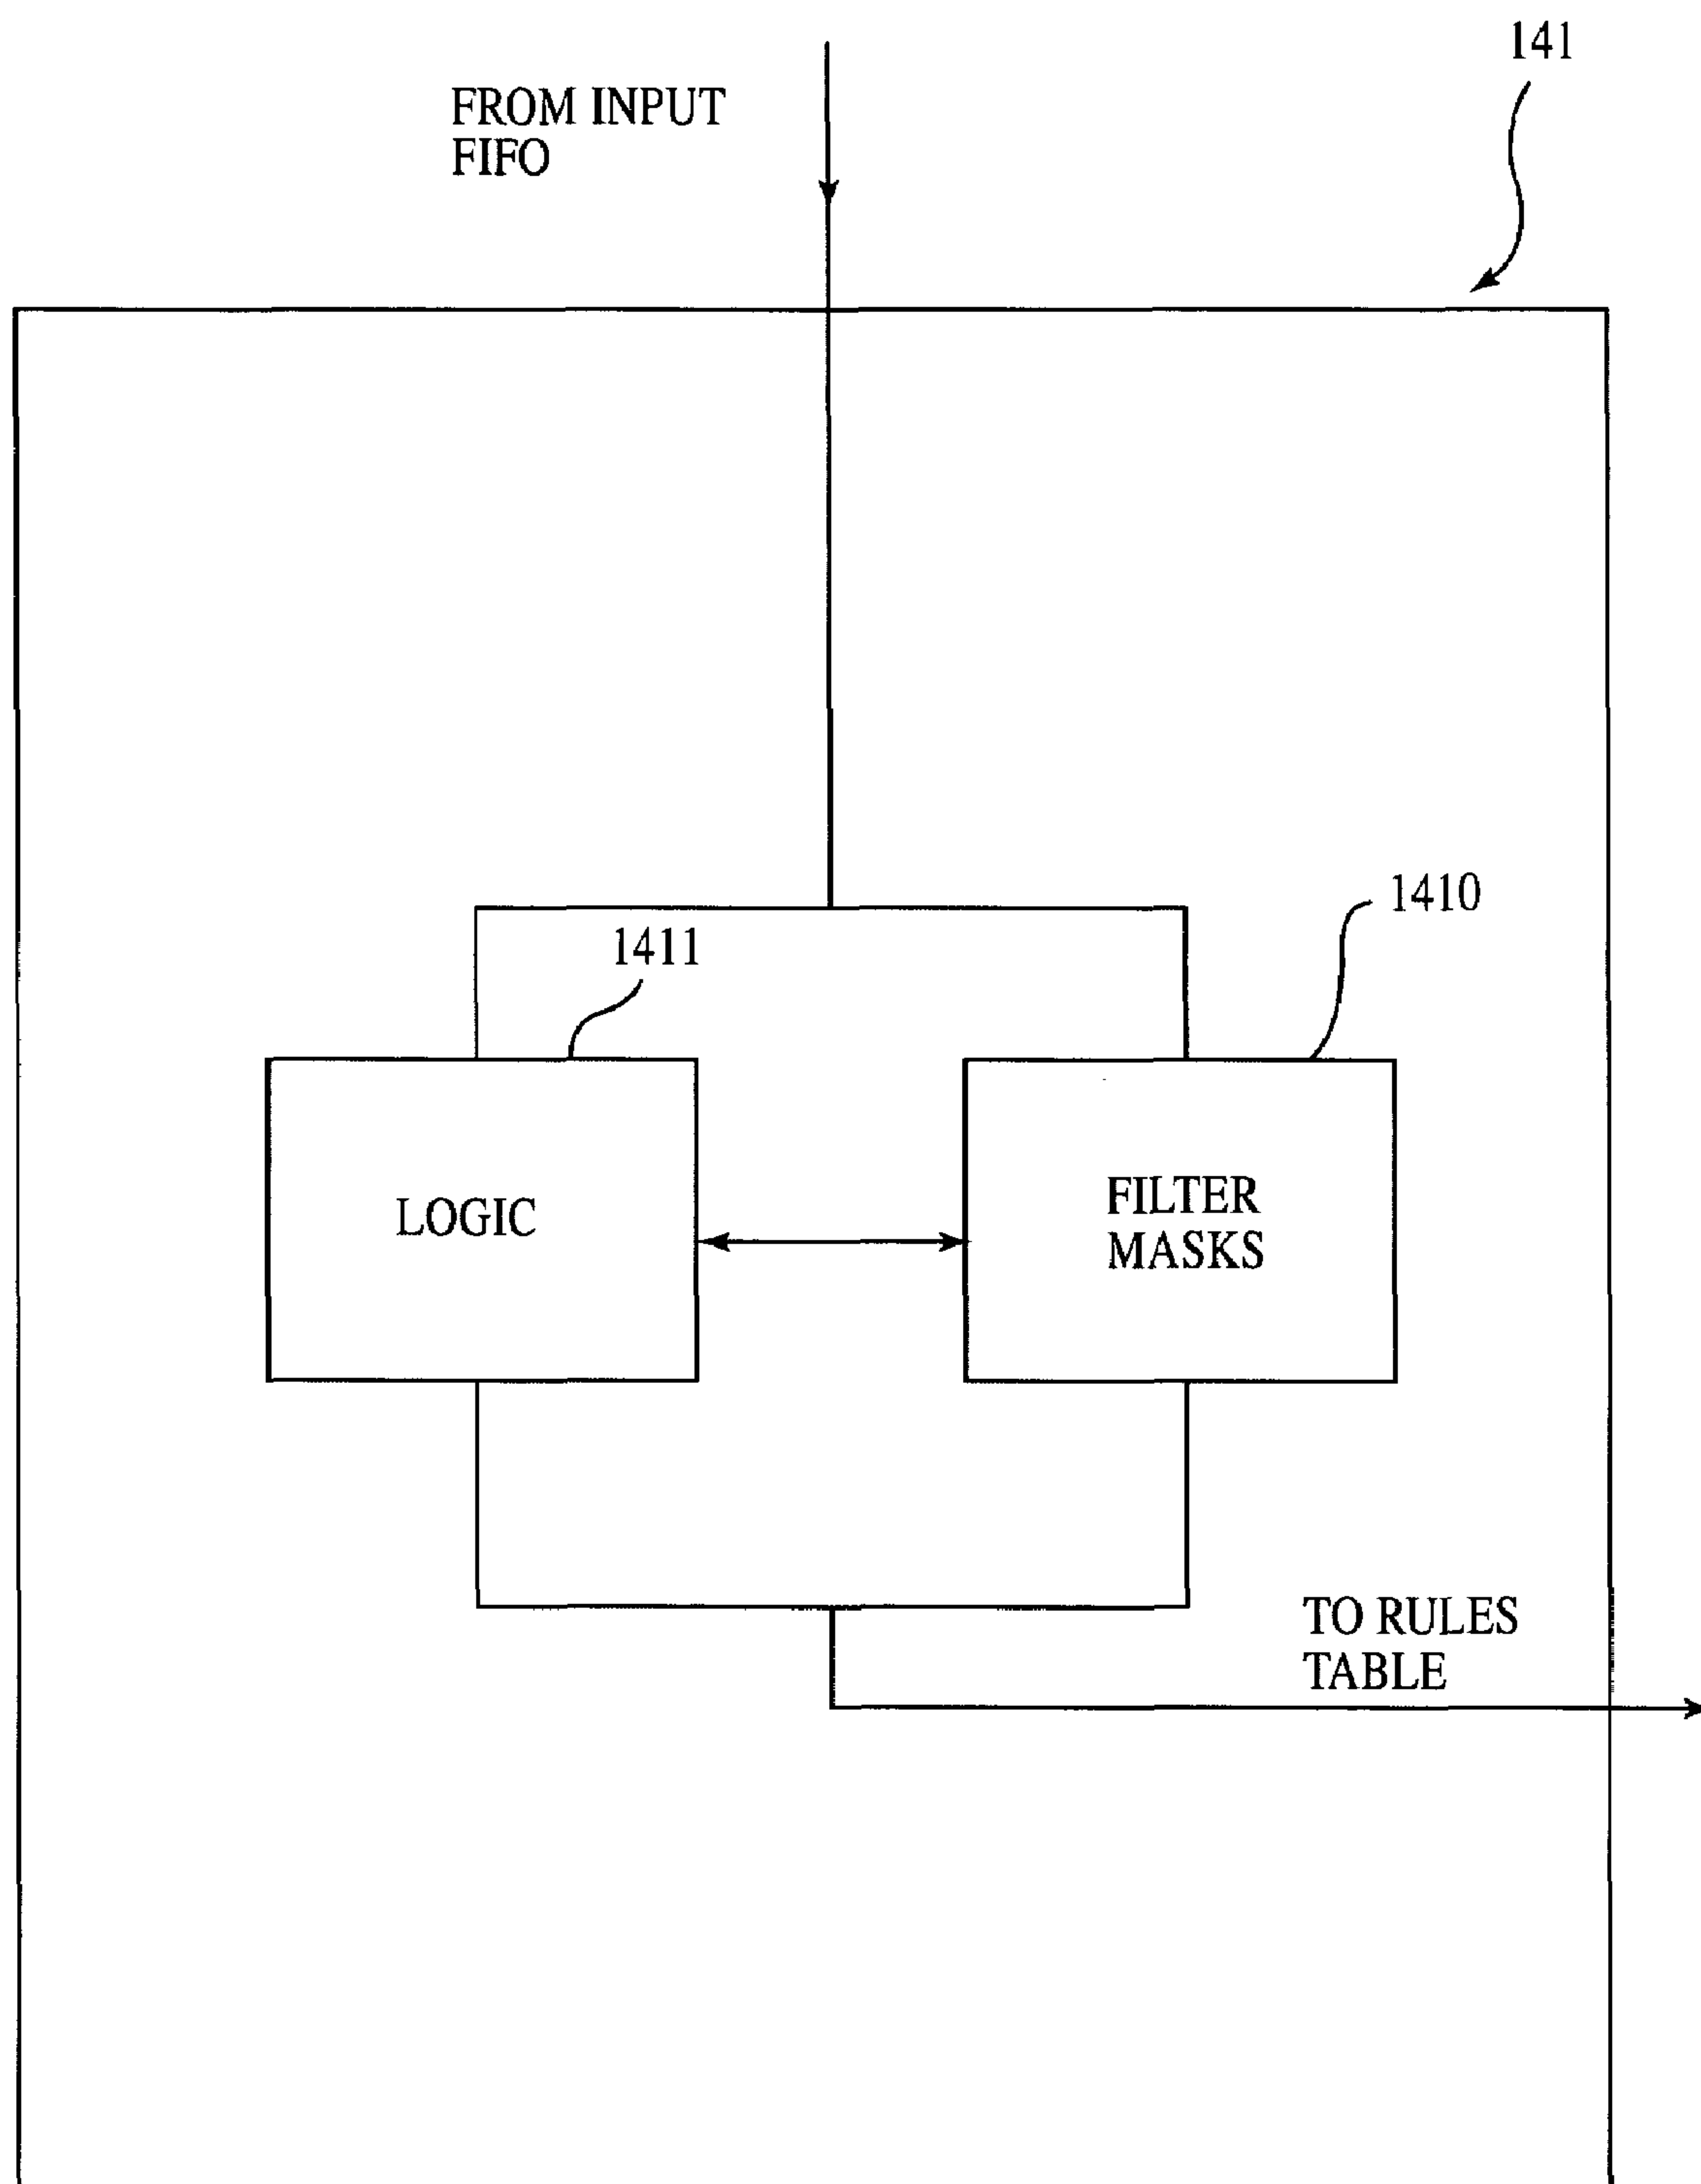 141
FROM INPUT
FIFO
1410
1411
LOGIC
FILTER
MASKS
TO RULES
TABLE